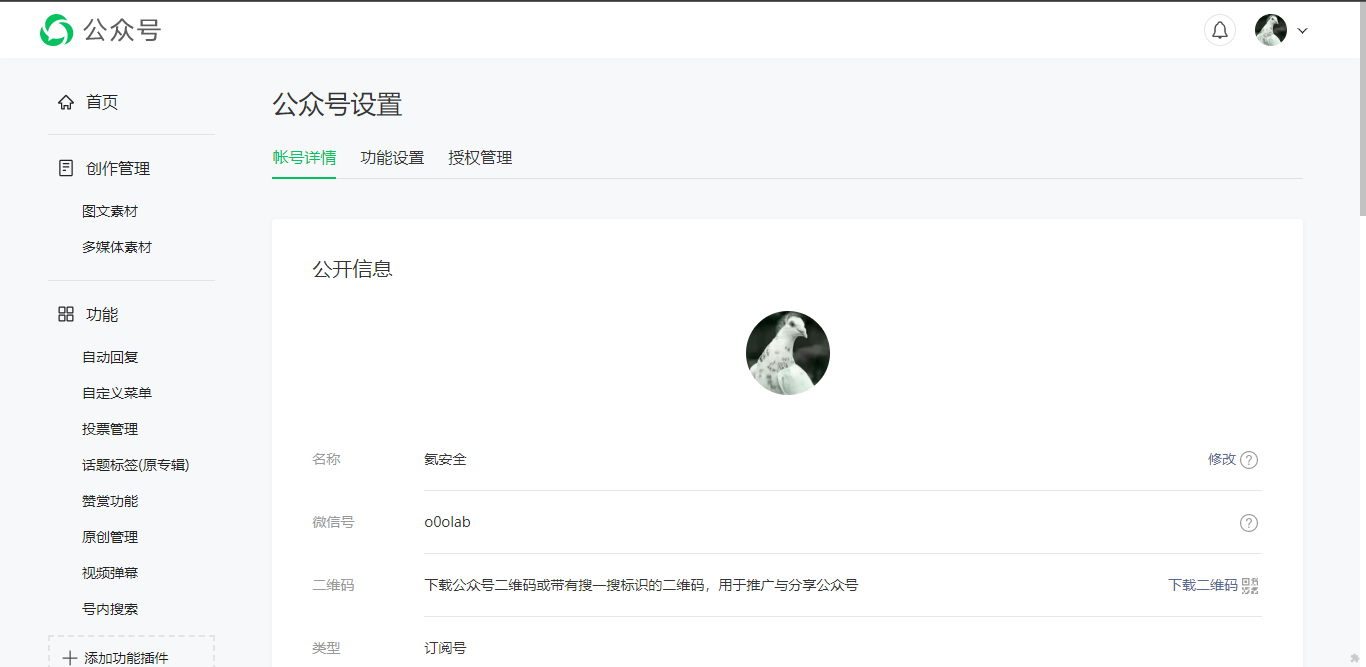 公众号
首页
创作管理
图文素材
多媒体素材
功能
自动回复
自定义菜单
投票管理
话题标签(原专辑)
赞赏功能
原创管理
视频弹幕
号内搜索
添加功能插件
公众号设置
帐号详情 功能设置 授权管理
公开信息
名称 氦安全 修改
微信号 o0olab
二维码 下载公众号二维码或带有搜一搜标识的二维码，用于推广与分享公众号 下载二维码
类型 订阅号